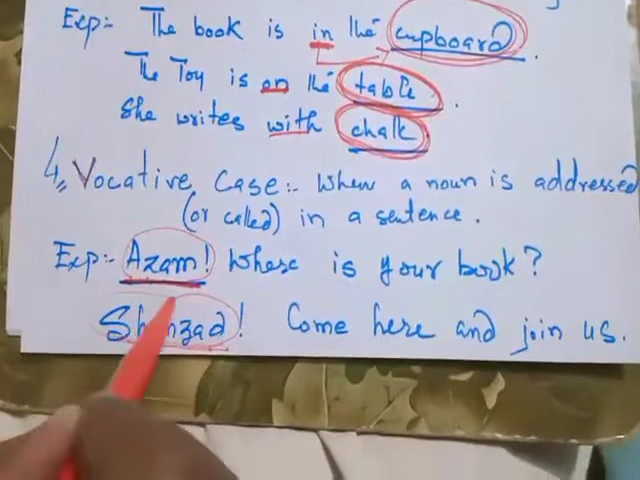 Exp:- The book is in the cupboard.
The Toy is on the table.
She writes with chalk.
4, Vocative Case:- When a noun is addressed
(or called) in a sentence.
Exp:- Azam! Where is your book?
Shahzad! Come here and join us.